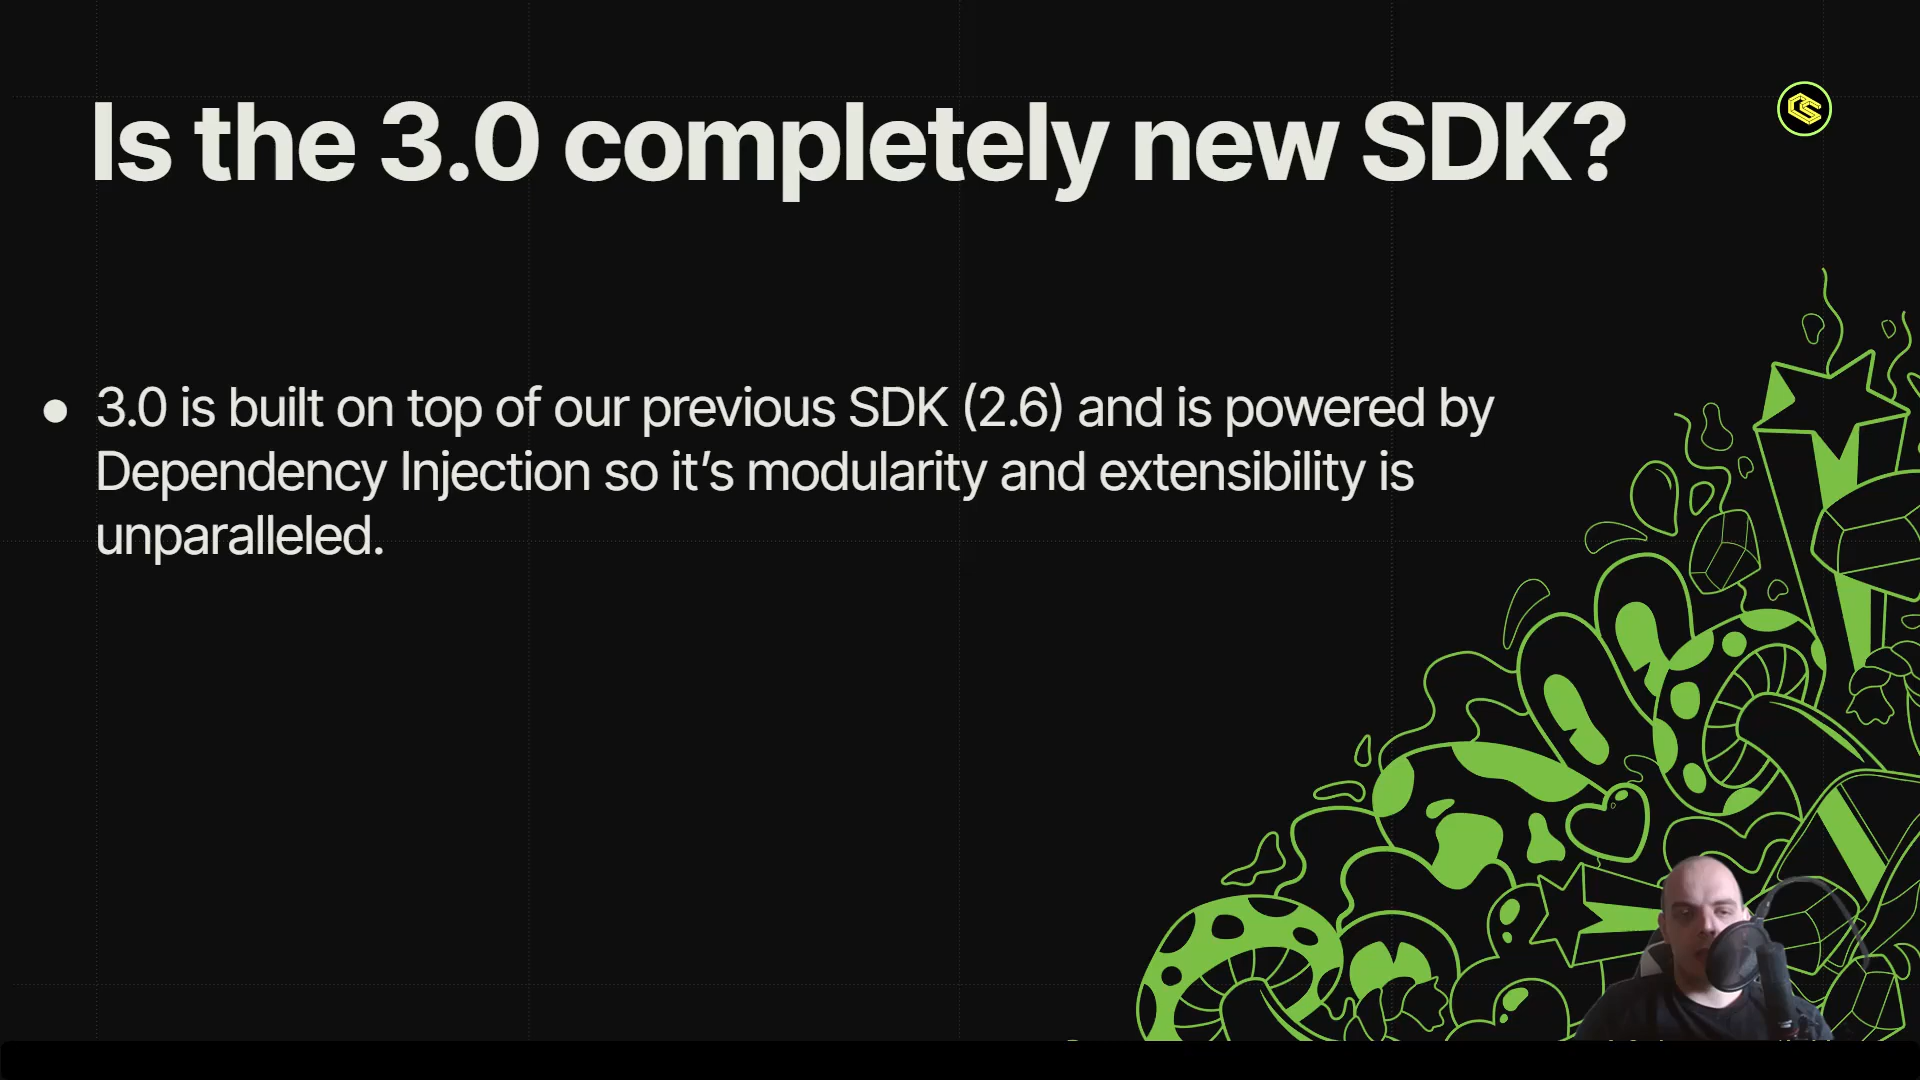 Is the 3.0 completely new SDK?
● 3.0 is built on top of our previous SDK (2.6) and is powered by
Dependency Injection so it’s modularity and extensibility is
unparalleled.